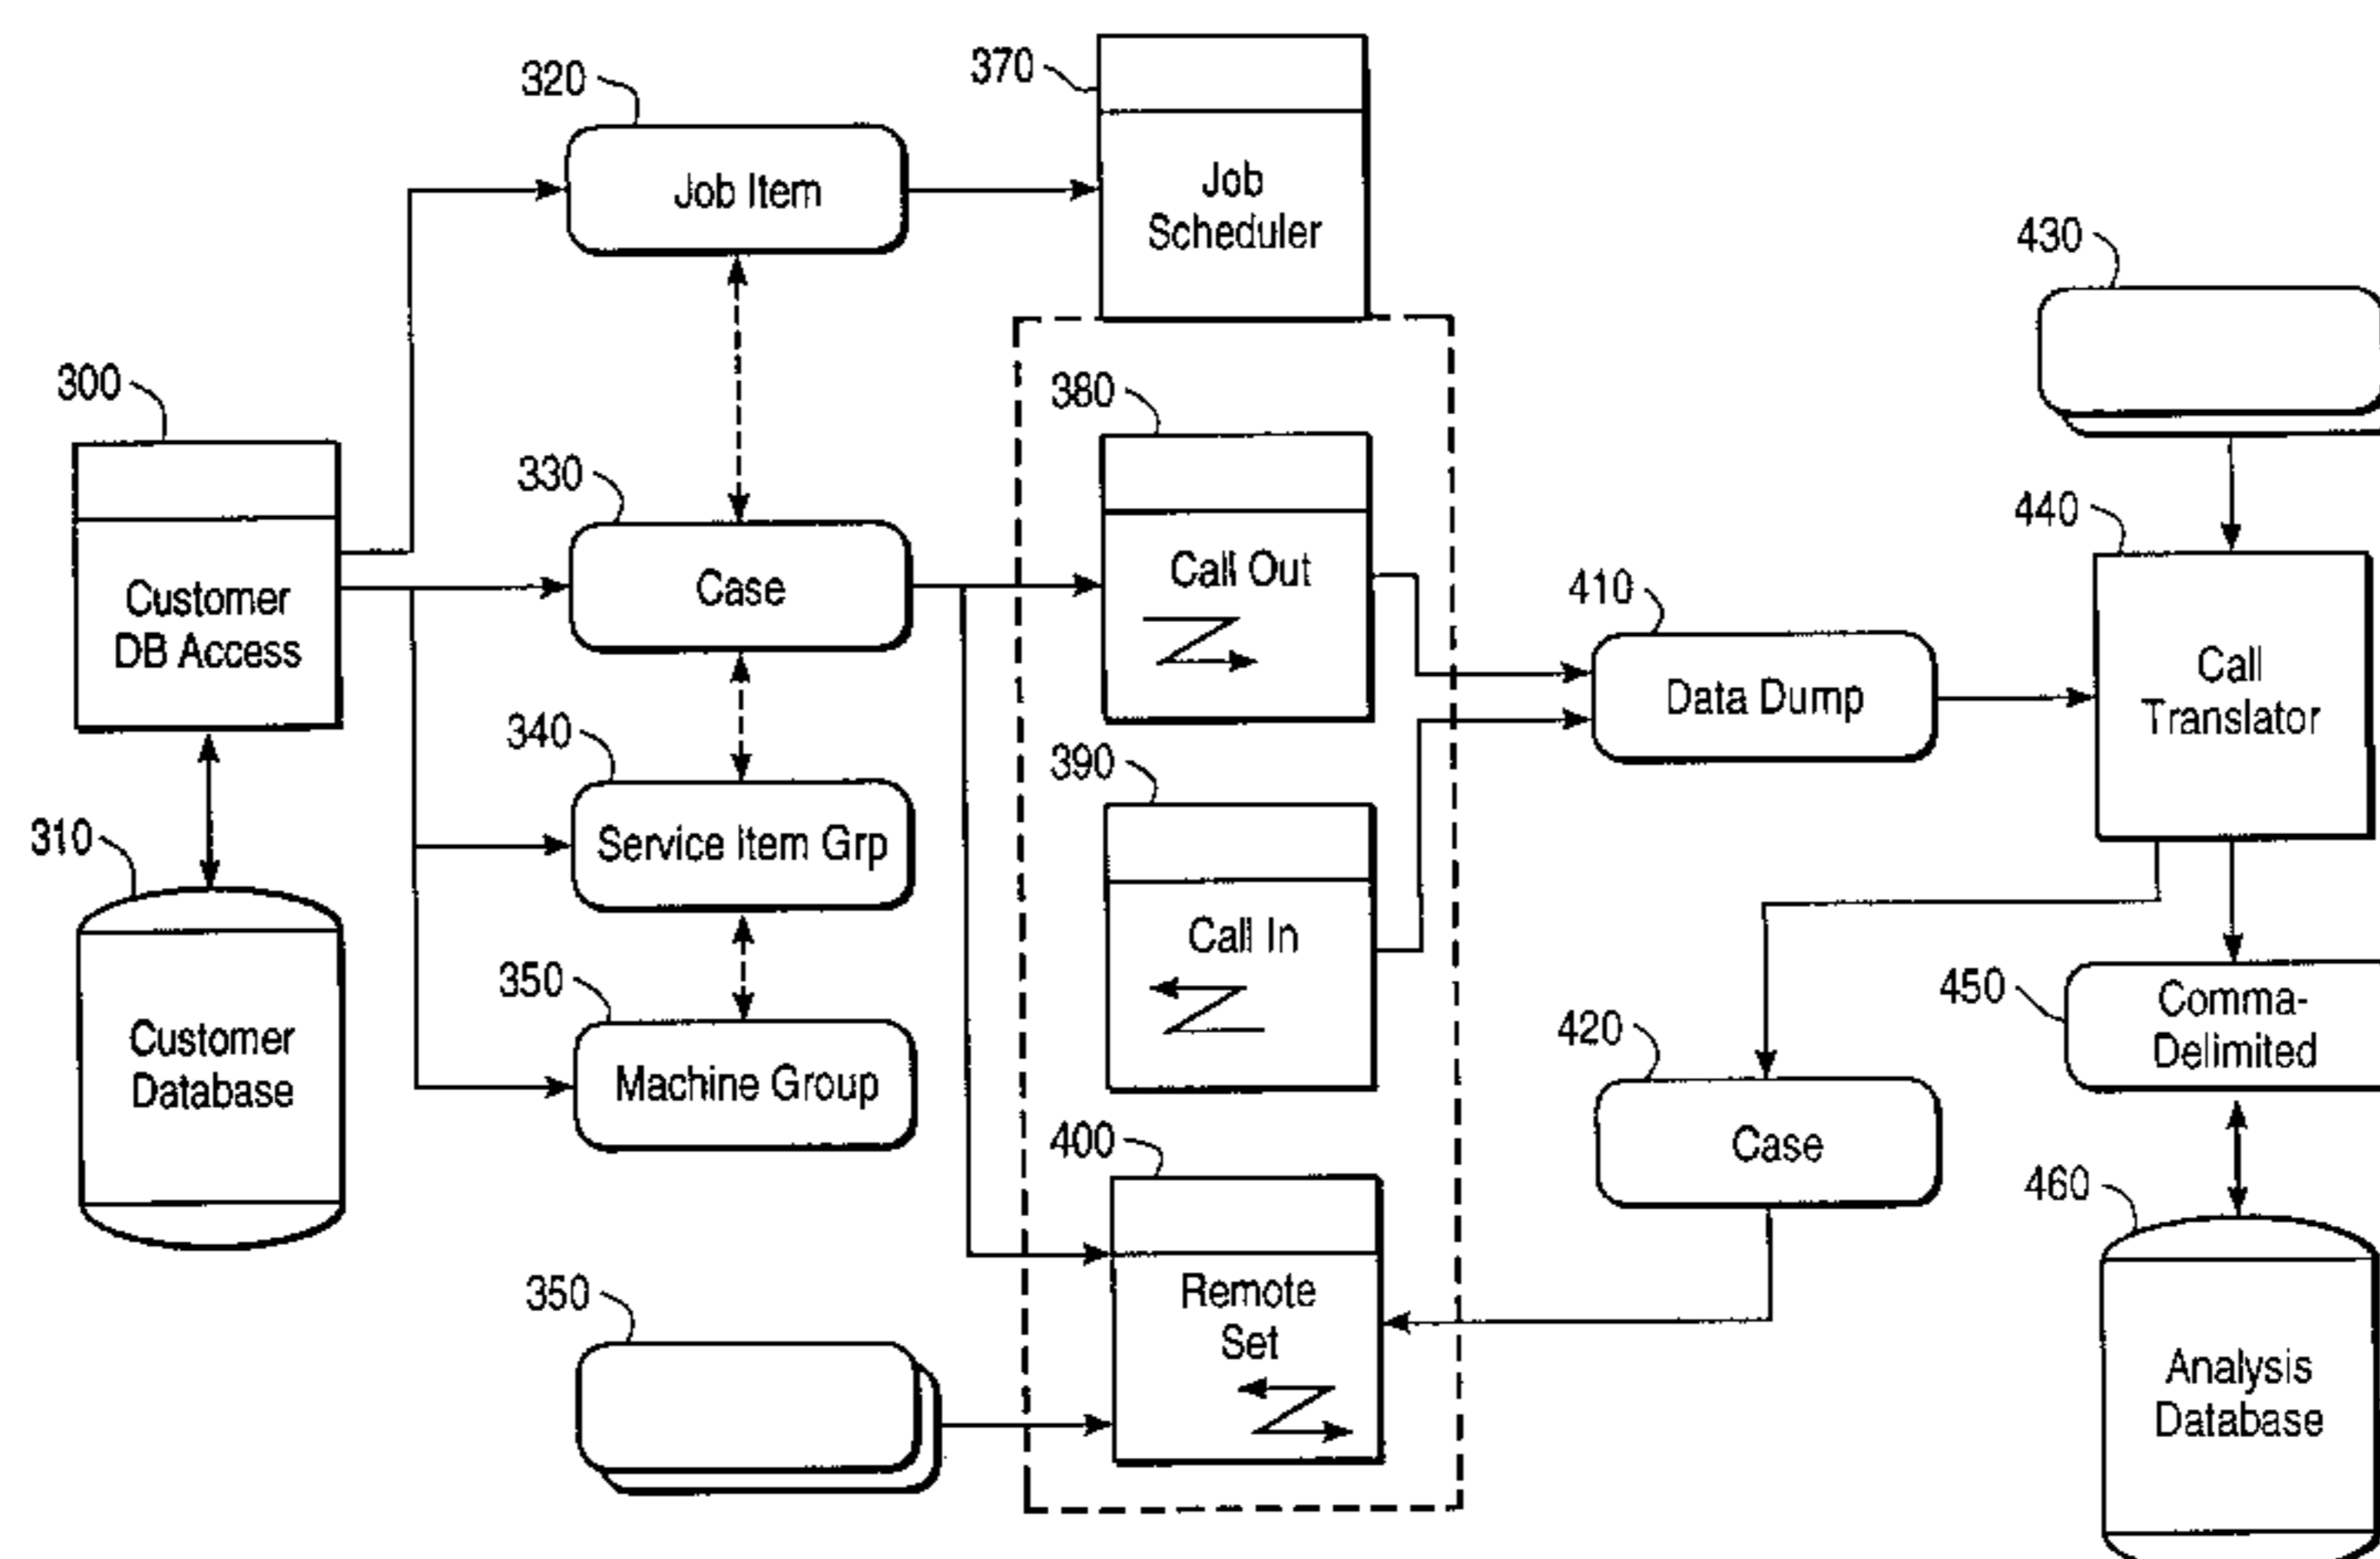 320
Job Item
370
Job
Scheduler
430
300
Customer
DB Access
330
Case
380
Call Out
410
Data Dump
440
Call
Translator
310
Customer
Database
340
Service Item Grp
390
Call In
350
Machine Group
420
Case
450
Comma-
Delimited
400
Remote
Set
460
Analysis
Database
350